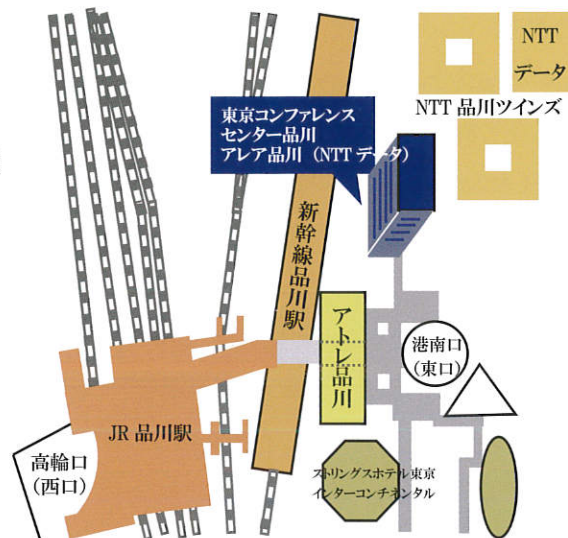 NTT
データ
NTT 品川ツインズ
東京コンファレンス
センター品川
アレア品川（NTT データ）
新幹線品川駅
アトレ品川
港南口
（東口）
JR 品川駅
高輪口
（西口）
ストリングスホテル東京
インターコンチネンタル